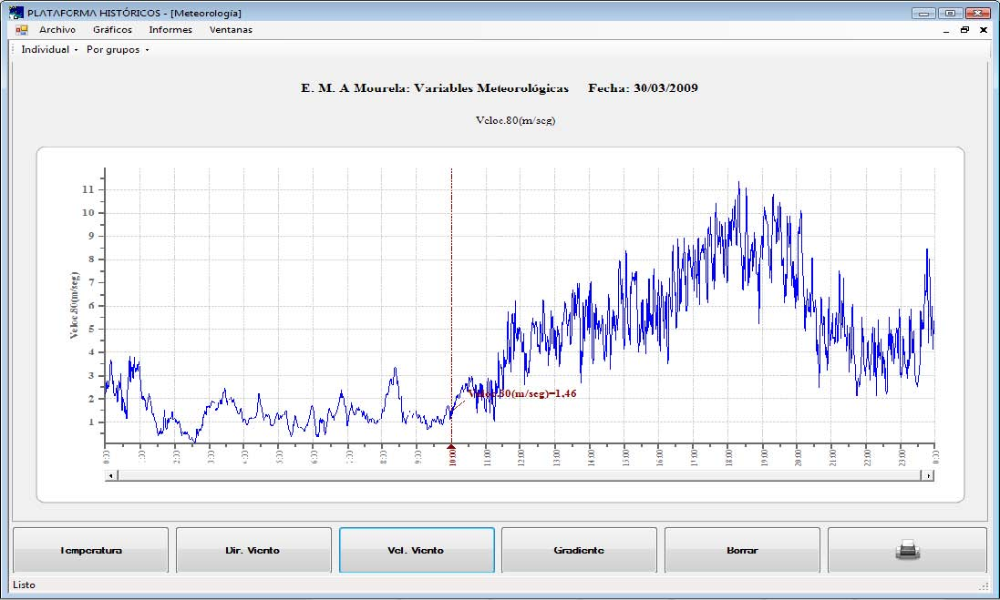 PLATAFORMA HISTÓRICOS - [Meteorología]
Archivo Gráficos Informes Ventanas
Individual Por grupos
E. M. A Mourela: Variables Meteorológicas Fecha: 30/03/2009
Veloc.80(m/seg)
Veloc.80(m/seg)
11
10
9
8
7
6
5
4
3
2
1
Veloc.80(m/seg)=1,46
0:00 1:00 2:00 3:00 4:00 5:00 6:00 7:00 8:00 9:00 10:00 11:00 12:00 13:00 14:00 15:00 16:00 17:00 18:00 19:00 20:00 21:00 22:00 23:00 0:00
Temperatura Dir. Viento Vel. Viento Gradiente Borrar
Listo